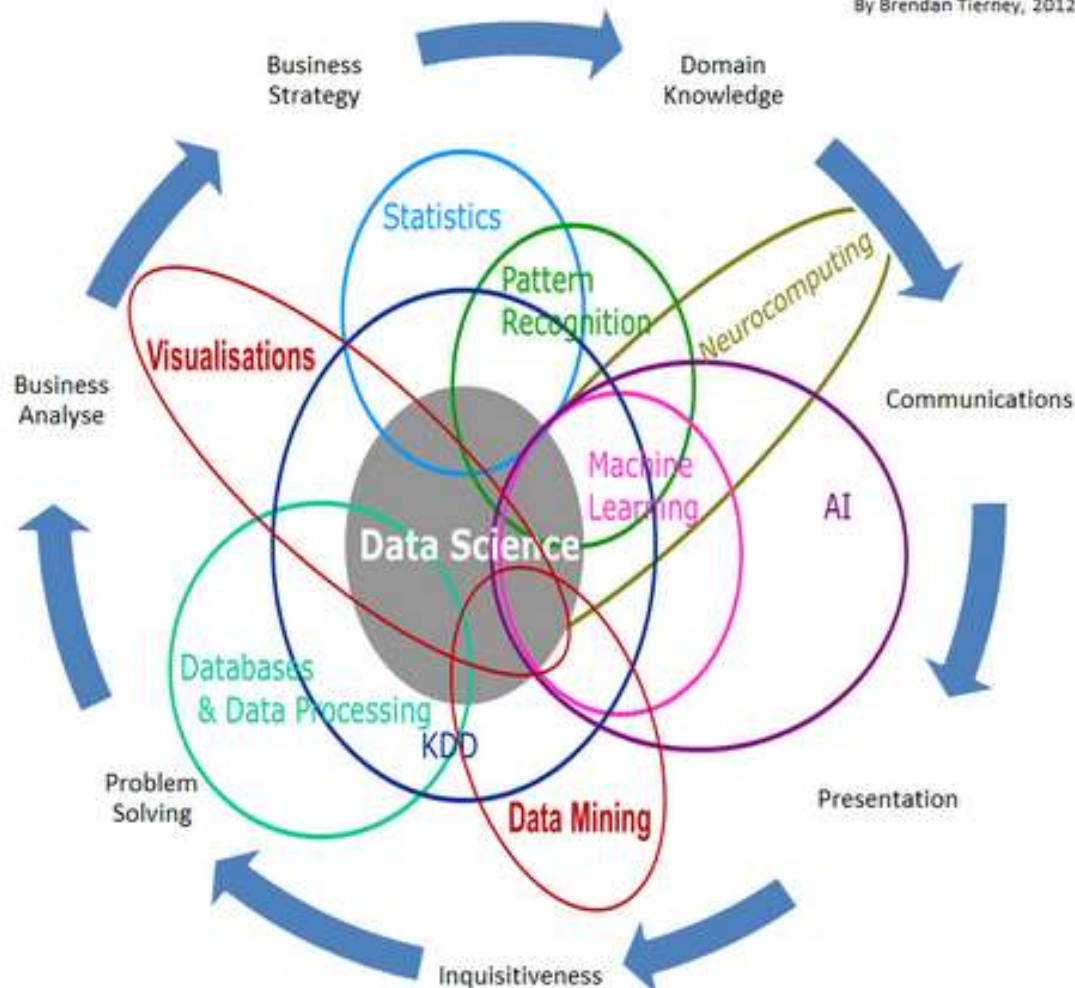 By Brendan Tierney, 2012
Business
Strategy
Domain
Knowledge
Statistics
Pattern
Recognition
Neurocomputing
Visualisations
Business
Analyse
Communications
Machine
Learning
AI
Data Science
Databases
& Data Processing
KDD
Problem
Solving
Presentation
Data Mining
Inquisitiveness